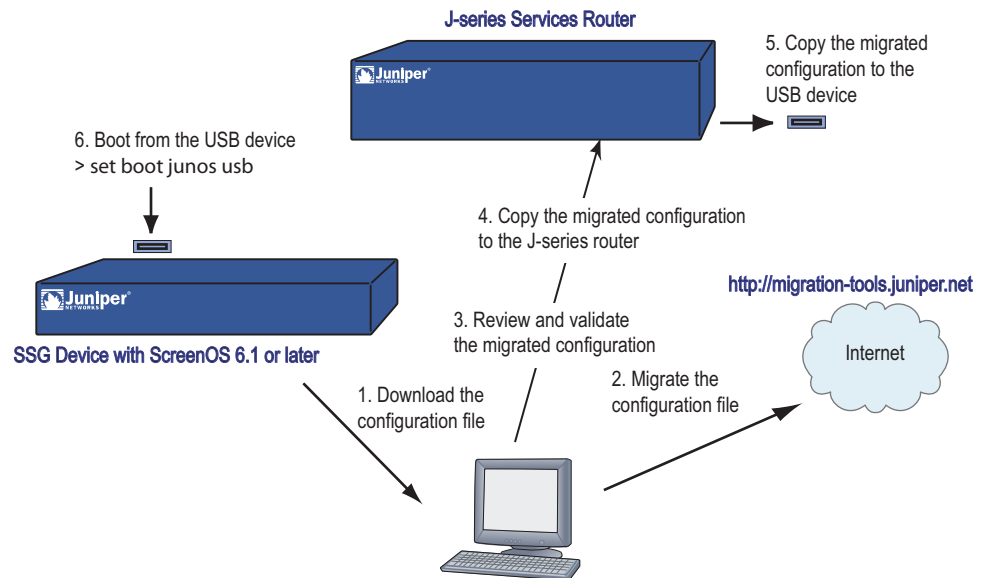 J-series Services Router
Juniper®
NETWORKS
5. Copy the migrated
configuration to the
USB device
6. Boot from the USB device
> set boot junos usb
4. Copy the migrated configuration
to the J-series router
Juniper®
NETWORKS
SSG Device with ScreenOS 6.1 or later
http://migration-tools.juniper.net
Internet
3. Review and validate
the migrated configuration
1. Download the
configuration file
2. Migrate the
configuration file